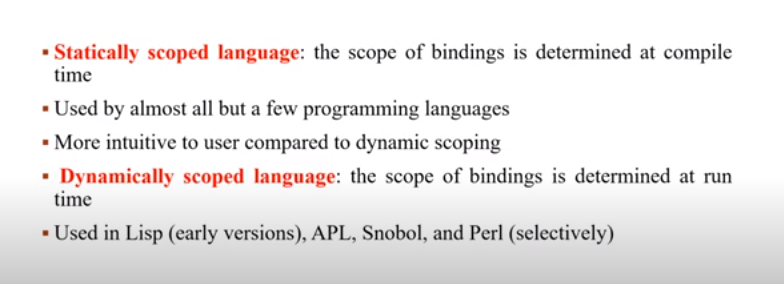 ▪ Statically scoped language: the scope of bindings is determined at compile
time
▪ Used by almost all but a few programming languages
▪ More intuitive to user compared to dynamic scoping
▪ Dynamically scoped language: the scope of bindings is determined at run
time
▪ Used in Lisp (early versions), APL, Snobol, and Perl (selectively)